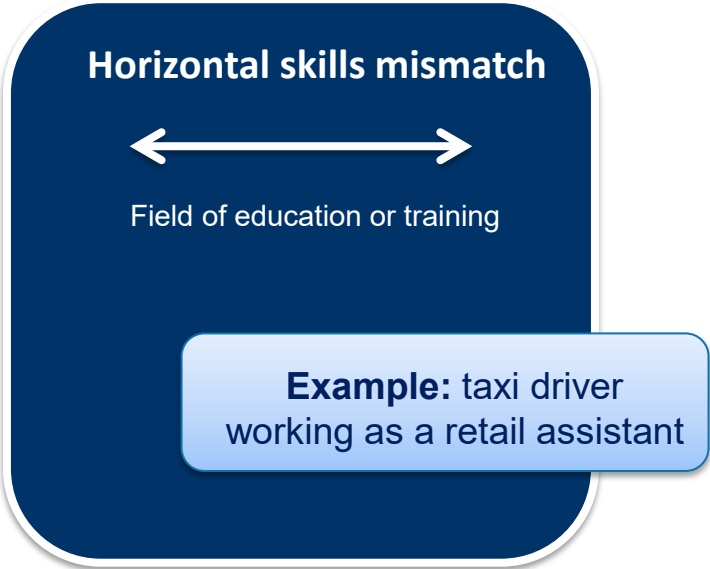 Horizontal skills mismatch
Field of education or training
Example: taxi driver
working as a retail assistant